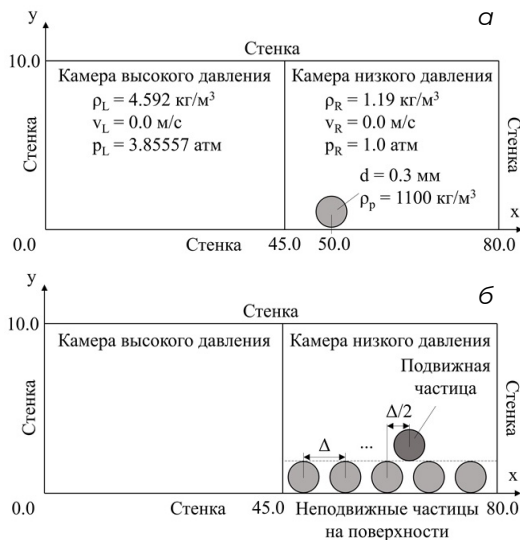 y
а
10.0
Стенка
Камера высокого давления
Камера низкого давления
ρL = 4.592 кг/м³
vL = 0.0 м/с
pL = 3.85557 атм
ρR = 1.19 кг/м³
vR = 0.0 м/с
pR = 1.0 атм
d = 0.3 мм
ρp = 1100 кг/м³
Стенка
Стенка
x
0.0
Стенка
45.0
50.0
80.0
y
б
10.0
Стенка
Камера высокого давления
Камера низкого давления
Подвижная
частица
Δ/2
Δ
...
Стенка
Стенка
x
0.0
Стенка
45.0
Неподвижные частицы
на поверхности
80.0